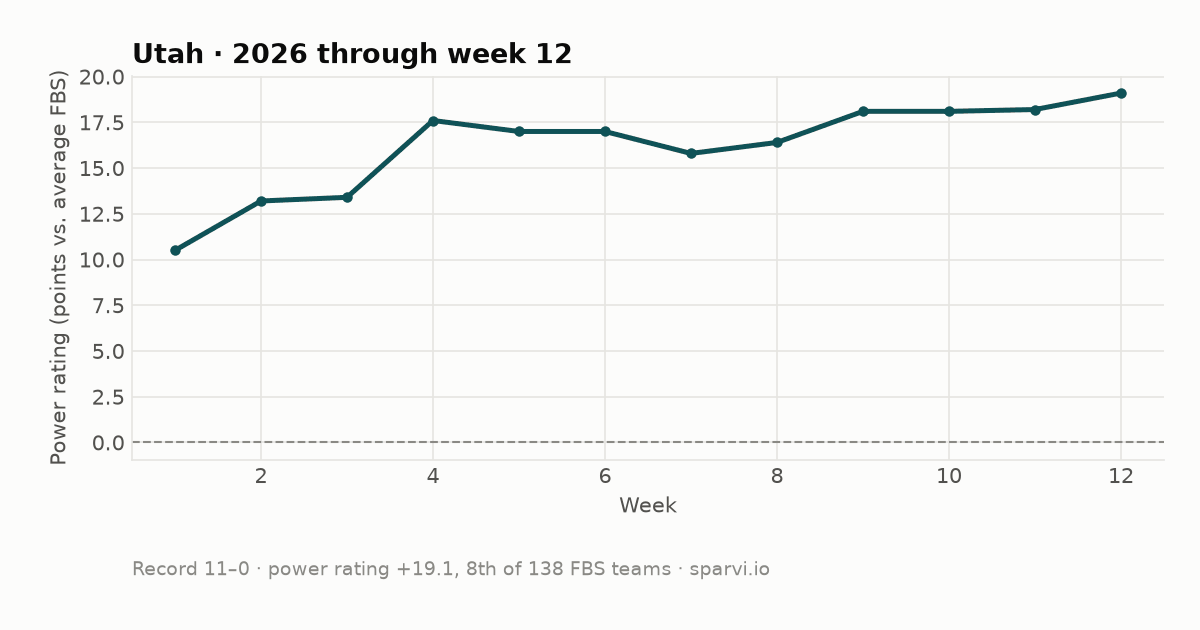 Utah · 2026 through week 12
Power rating (points vs. average FBS)
20.0
17.5
15.0
12.5
10.0
7.5
5.0
2.5
0.0
2 4 6 8 10 12
Week
Record 11–0 · power rating +19.1, 8th of 138 FBS teams · sparvi.io